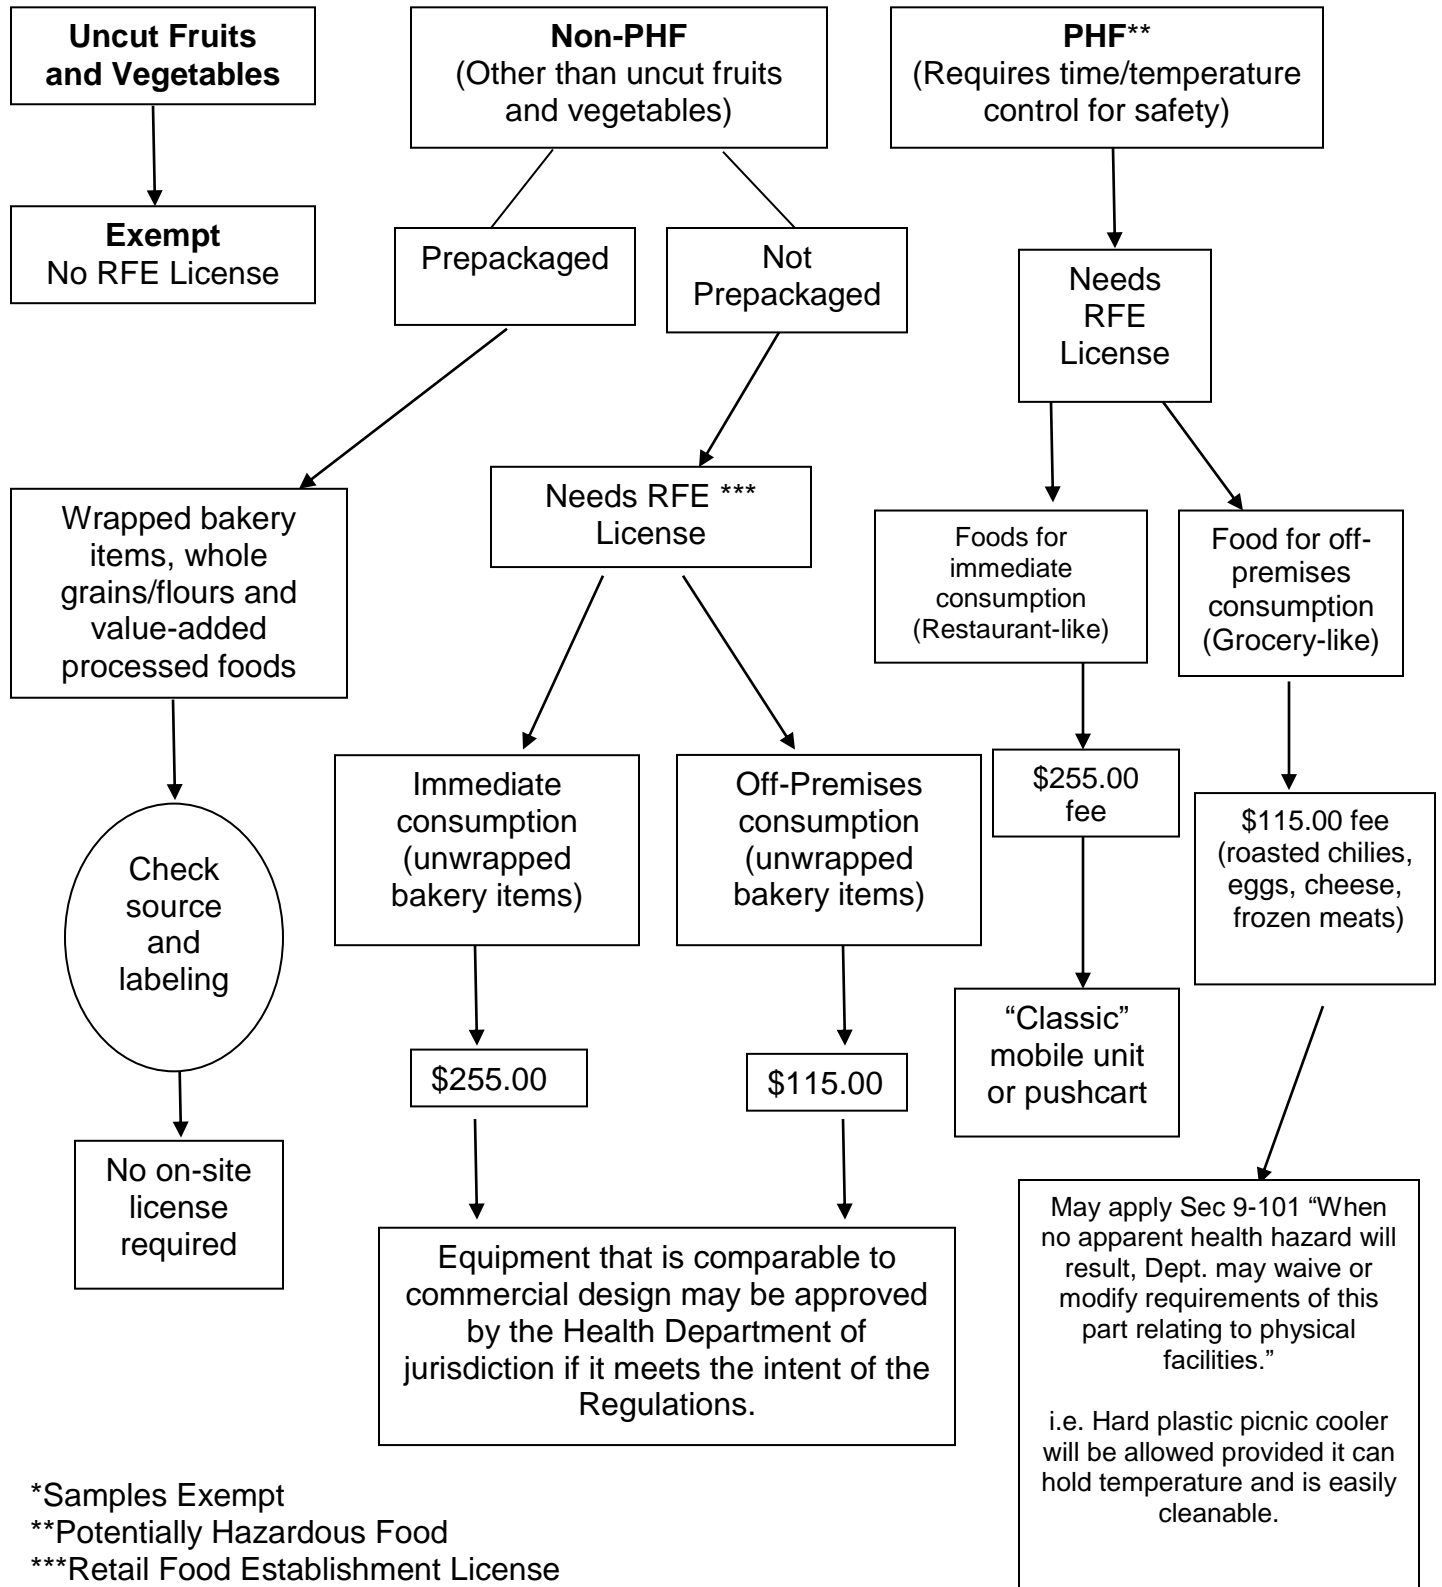 Uncut Fruits
and Vegetables
Non-PHF
(Other than uncut fruits
and vegetables)
PHF**
(Requires time/temperature
control for safety)
Exempt
No RFE License
Prepackaged
Not
Prepackaged
Needs
RFE
License
Wrapped bakery
items, whole
grains/flours and
value-added
processed foods
Needs RFE ***
License
Foods for
immediate
consumption
(Restaurant-like)
Food for off-
premises
consumption
(Grocery-like)
Immediate
consumption
(unwrapped
bakery items)
Off-Premises
consumption
(unwrapped
bakery items)
$255.00
fee
$115.00 fee
(roasted chilies,
eggs, cheese,
frozen meats)
Check
source
and
labeling
$255.00
$115.00
“Classic”
mobile unit
or pushcart
No on-site
license
required
Equipment that is comparable to
commercial design may be approved
by the Health Department of
jurisdiction if it meets the intent of the
Regulations.
May apply Sec 9-101 “When
no apparent health hazard will
result, Dept. may waive or
modify requirements of this
part relating to physical
facilities.”
i.e. Hard plastic picnic cooler
will be allowed provided it can
hold temperature and is easily
cleanable.
*Samples Exempt
**Potentially Hazardous Food
***Retail Food Establishment License